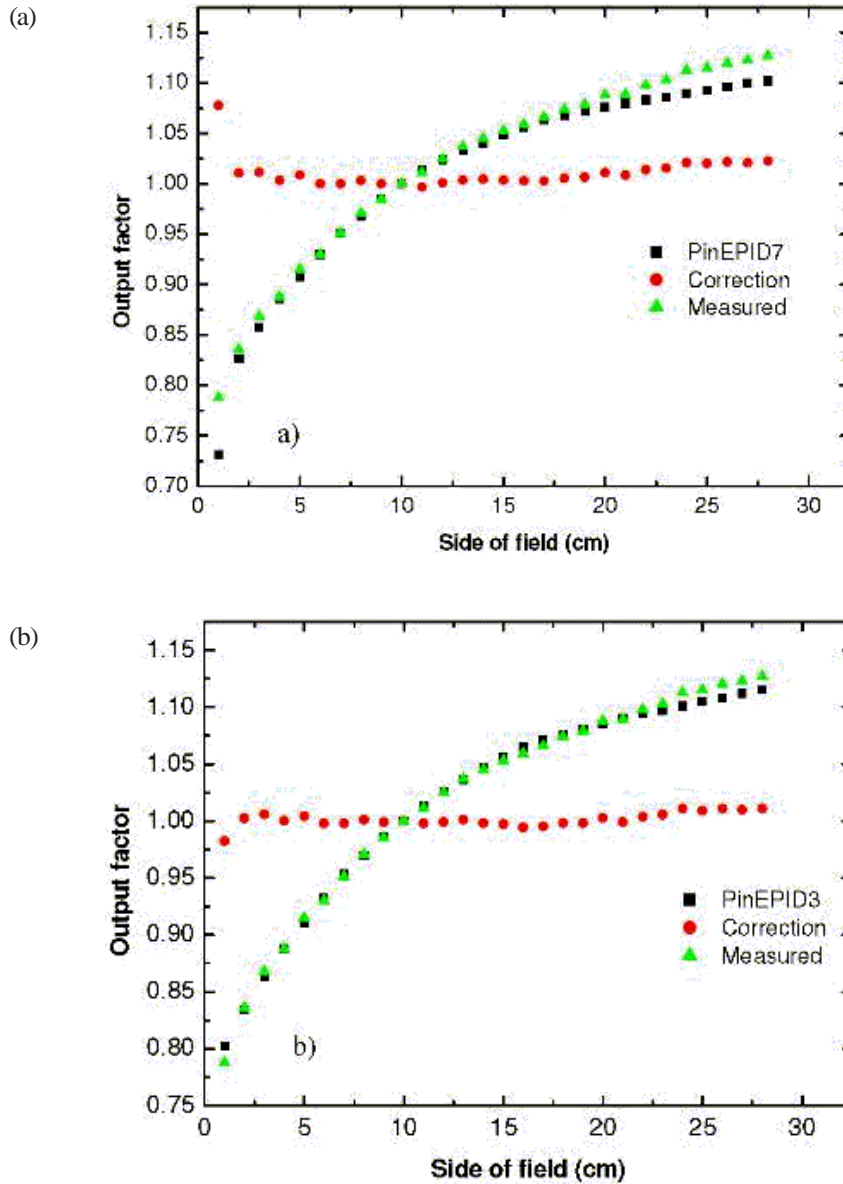 (a)
1.15
1.10
1.05
1.00
0.95
0.90
0.85
0.80
0.75
0.70
Output factor
PinEPID7
Correction
Measured
a)
0 5 10 15 20 25 30
Side of field (cm)
(b)
1.15
1.10
1.05
1.00
0.95
0.90
0.85
0.80
0.75
Output factor
PinEPID3
Correction
Measured
b)
0 5 10 15 20 25 30
Side of field (cm)